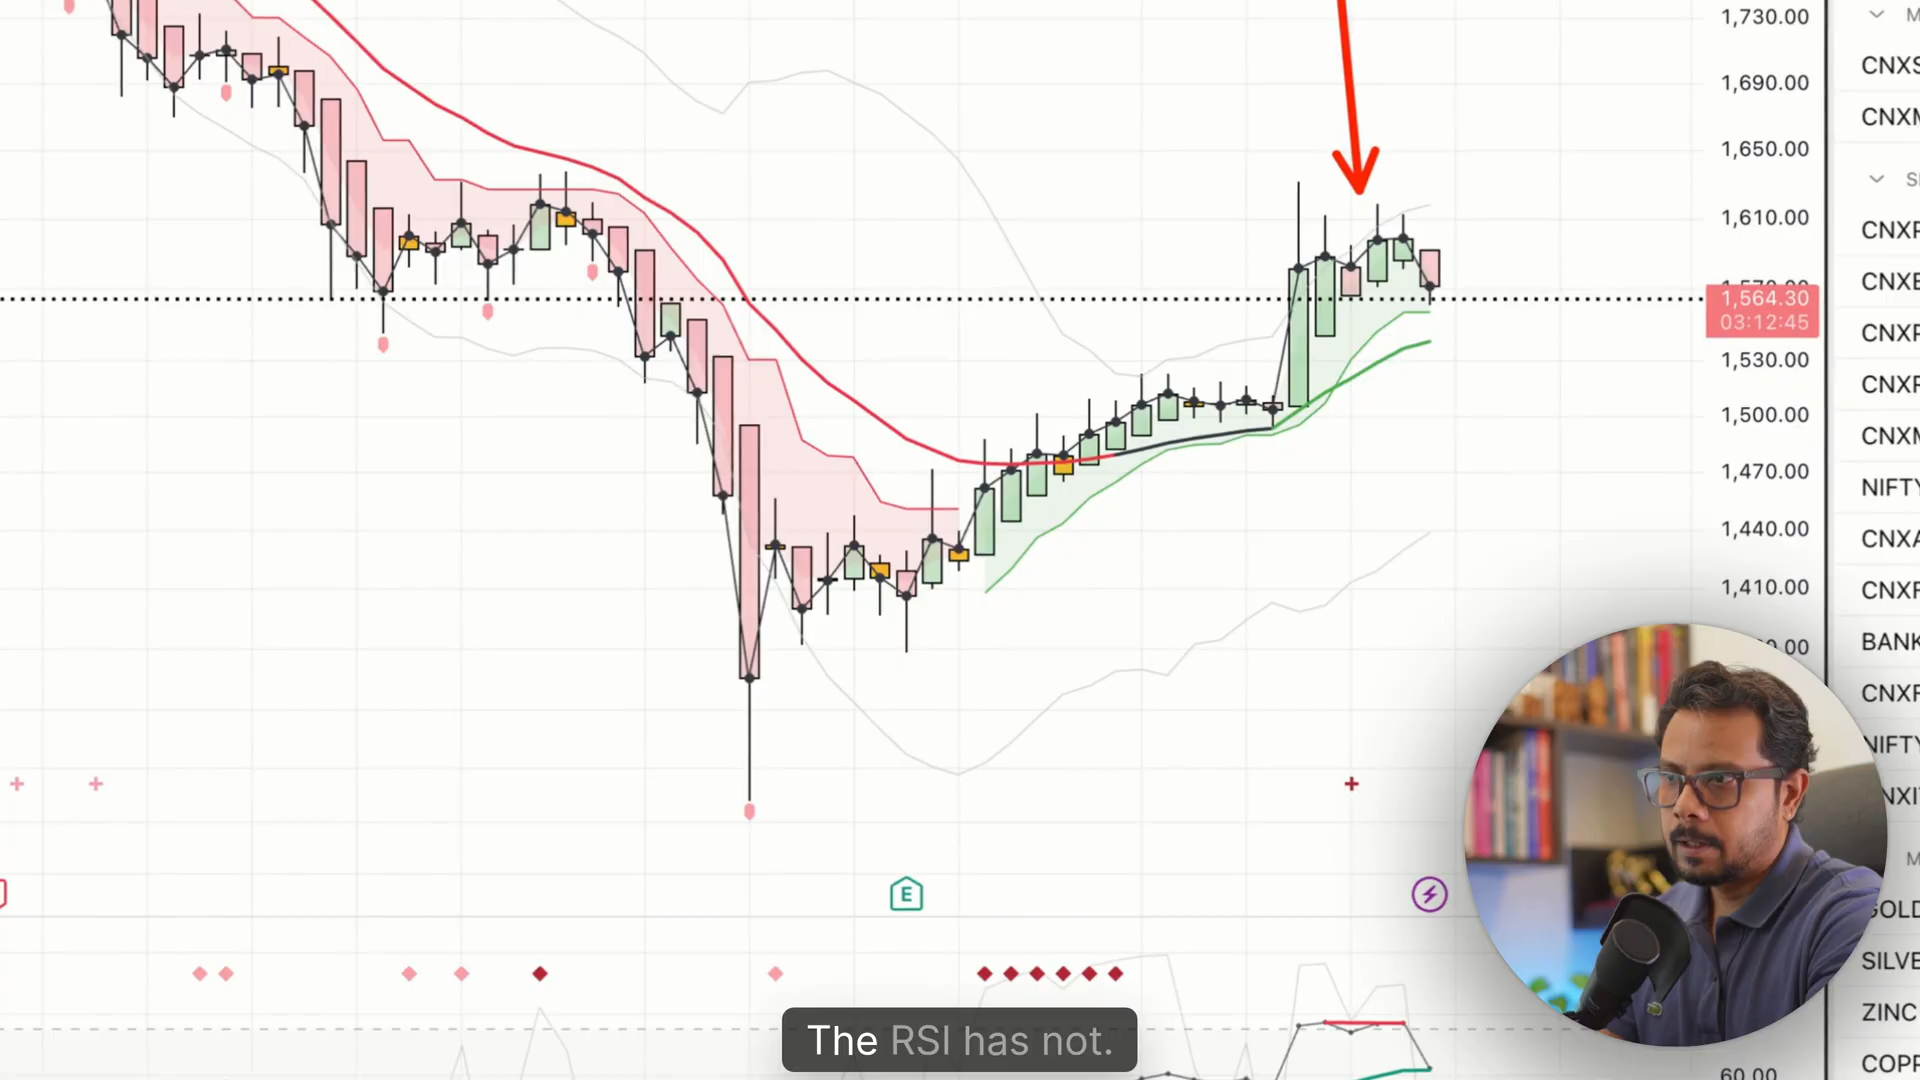 1,730.00
1,690.00
1,650.00
1,610.00
1,564.30
03:12:45
1,530.00
1,500.00
1,470.00
1,440.00
1,410.00
CNXS
CNXM
CNXF
CNXE
CNXF
CNXF
CNXM
NIFTY
CNXA
CNXF
BANK
CNXF
NIFTY
NXI
GOLD
SILVE
ZINC
COPP
E
The RSI has not.
60.00